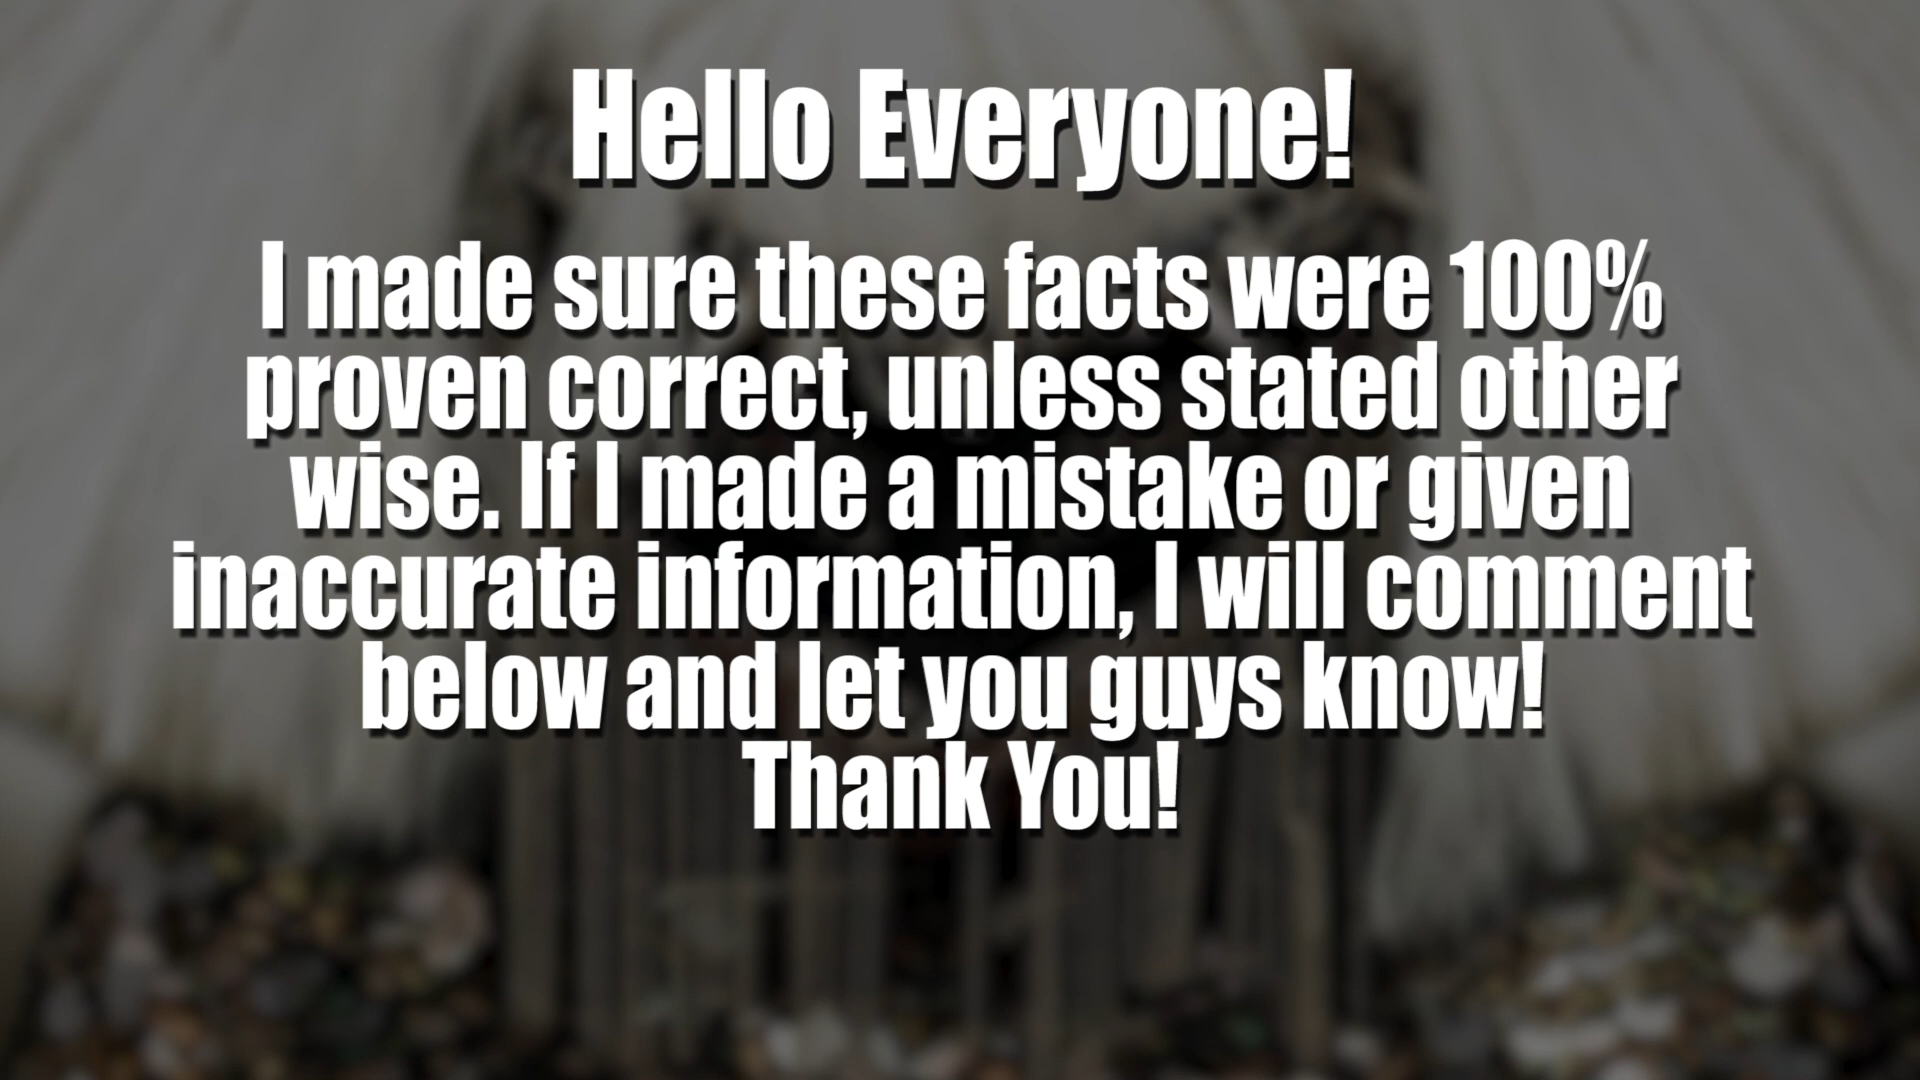 Hello Everyone!
I made sure these facts were 100%
proven correct, unless stated other
wise. If I made a mistake or given
inaccurate information, I will comment
below and let you guys know!
Thank You!